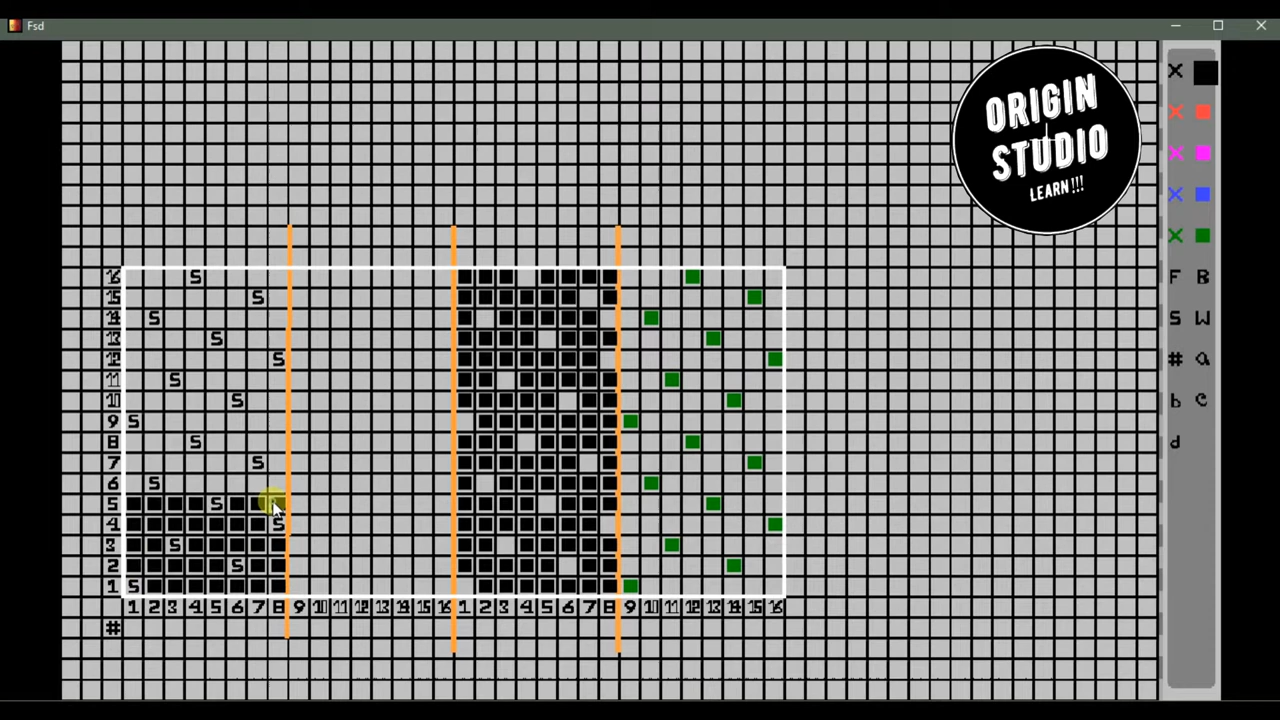 Fsd
ORIGIN
STUDIO
LEARN!!!
16 S
15 S
14 S
13 S
12 S
11 S
10 S
9 S
8 S
7 S
6 S
5 S
4 S
3 S
2 S
1 S
1 2 3 4 5 6 7 8 9 10 11 12 13 14 15 16 1 2 3 4 5 6 7 8 9 10 11 12 13 14 15 16
#
F B
S W
# a
b c
d